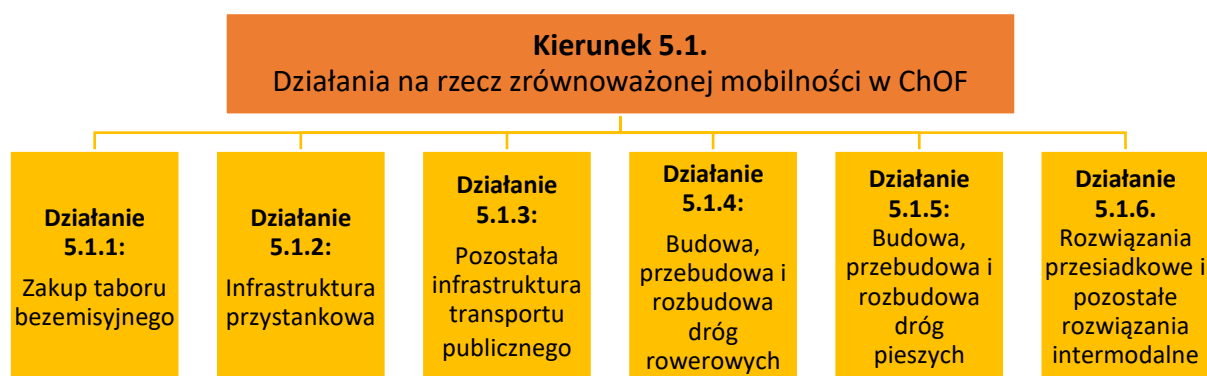 Kierunek 5.1.
Działania na rzecz zrównoważonej mobilności w ChOF
Działanie
5.1.1:
Zakup taboru
bezemisyjnego
Działanie
5.1.2:
Infrastruktura
przystankowa
Działanie
5.1.3:
Pozostała
infrastruktura
transportu
publicznego
Działanie
5.1.4:
Budowa,
przebudowa i
rozbudowa
dróg
rowerowych
Działanie
5.1.5:
Budowa,
przebudowa i
rozbudowa
dróg
pieszych
Działanie
5.1.6.
Rozwiązania
przesiadkowe i
pozostałe
rozwiązania
intermodalne